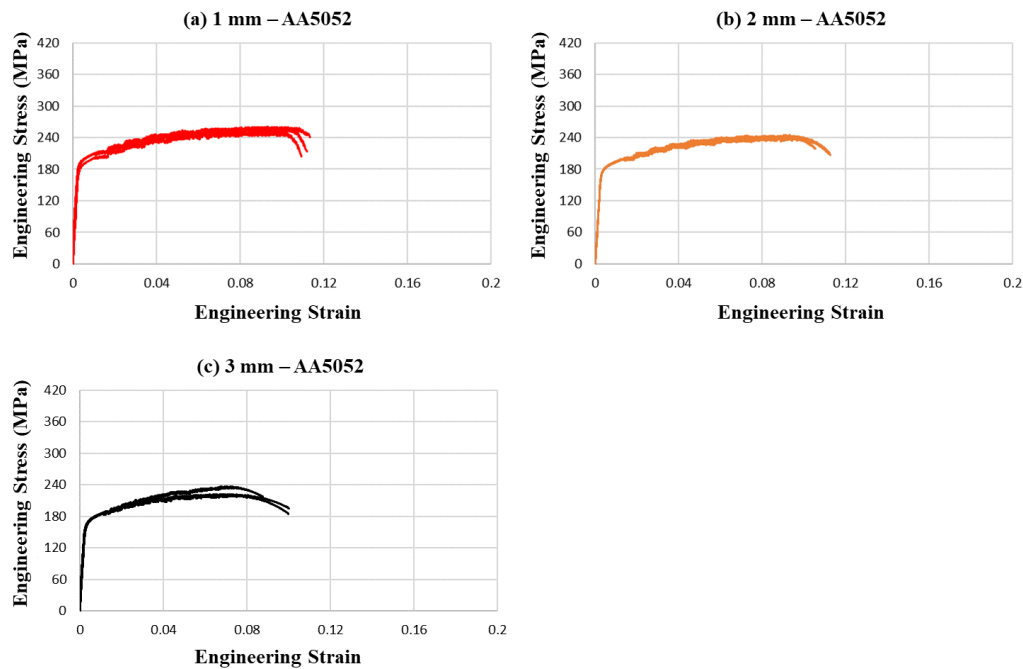 (a) 1 mm – AA5052
Engineering Stress (MPa)
420
360
300
240
180
120
60
0
0 0.04 0.08 0.12 0.16 0.2
Engineering Strain
(b) 2 mm – AA5052
Engineering Stress (MPa)
420
360
300
240
180
120
60
0
0 0.04 0.08 0.12 0.16 0.2
Engineering Strain
(c) 3 mm – AA5052
Engineering Stress (MPa)
420
360
300
240
180
120
60
0
0 0.04 0.08 0.12 0.16 0.2
Engineering Strain